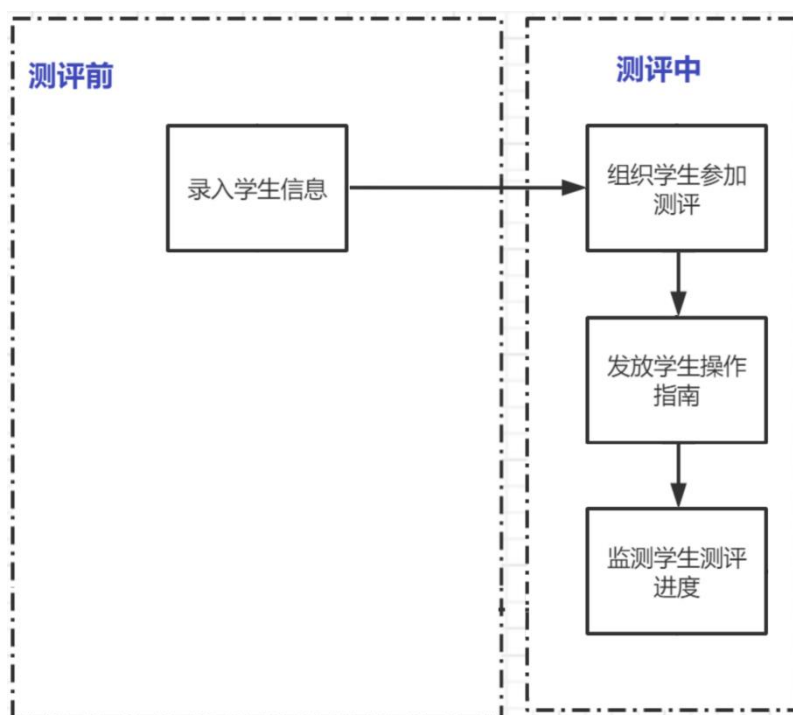 测评前
测评中
录入学生信息
组织学生参加
测评
发放学生操作
指南
监测学生测评
进度